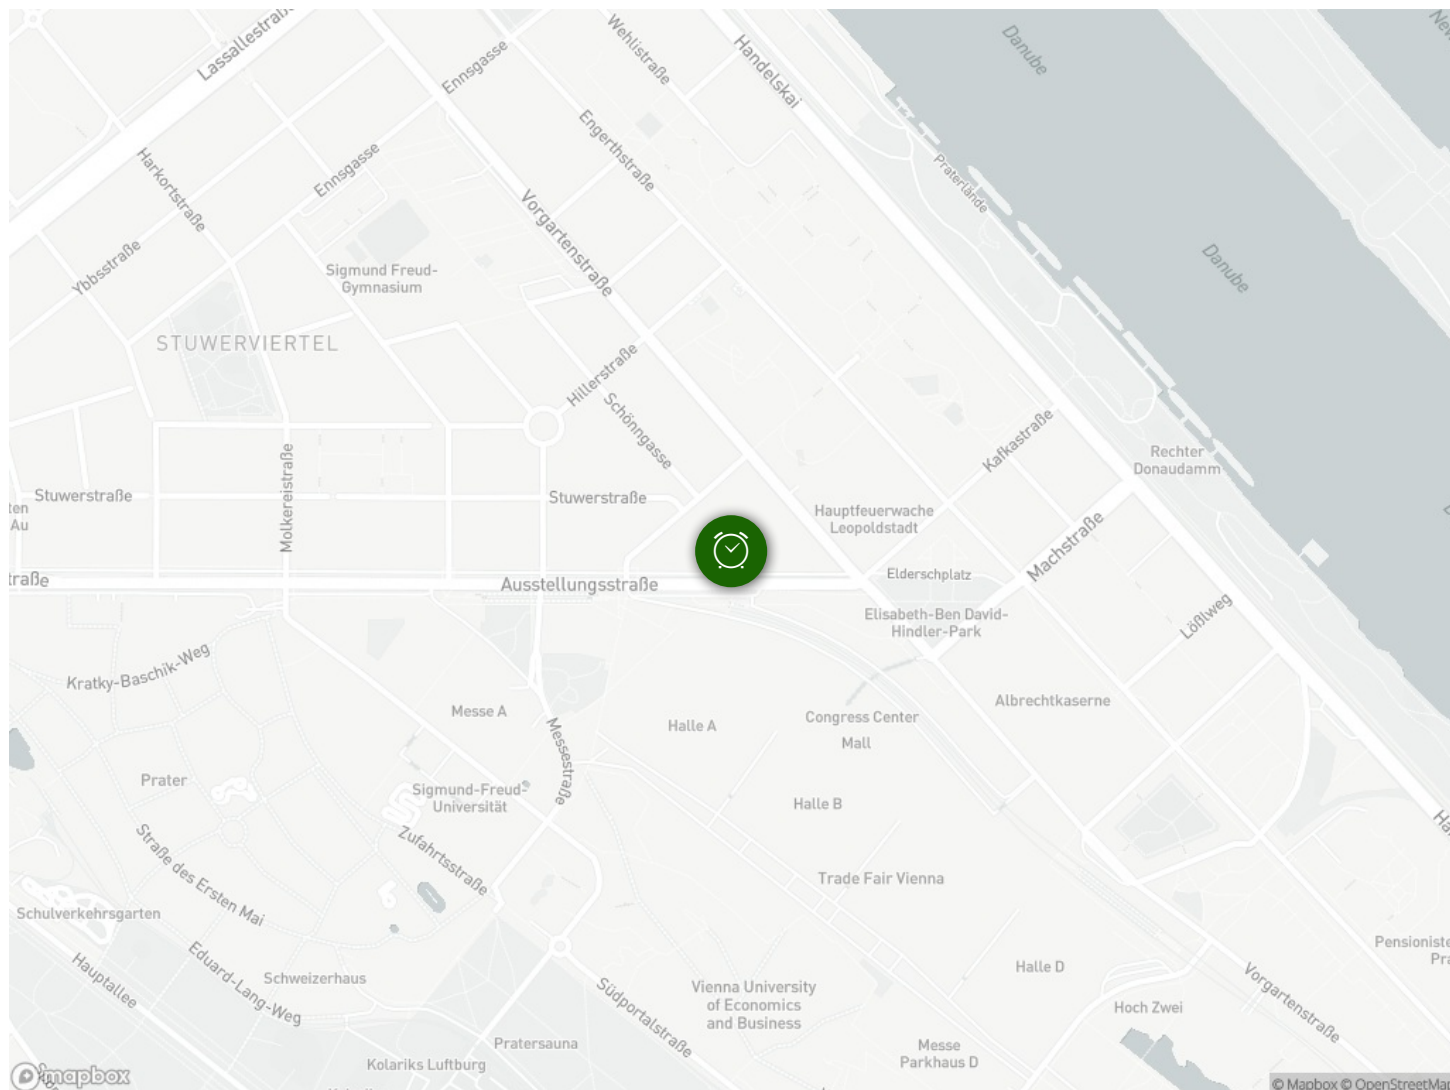 Lassallestraße
Wehlistraße
Handelskai
Danube
Ennsgasse
Engerthstraße
Harkortstraße
Ennsgasse
Praterlände
Vorgartenstraße
Ybbsstraße
Danube
Sigmund Freud-
Gymnasium
STUWERVIERTEL
Hillerstraße
Schönngasse
Kafkastraße
Rechter
Donaudamm
Molkereistraße
Stuwerstraße
Stuwerstraße
Hauptfeuerwache
Leopoldstadt
Au
Machstraße
Elderschplatz
traße
Ausstellungsstraße
Elisabeth-Ben David-
Hindler-Park
Lößlweg
Kratky-Baschik-Weg
Messe A
Halle A
Albrechtkaserne
Congress Center
Mall
Messestraße
Prater
Sigmund-Freud-
Universität
Halle B
Zufahrtsstraße
Straße des Ersten Mai
Trade Fair Vienna
Schulverkehrsgarten
Hauptallee
Eduard-Lang-Weg
Schweizerhaus
Südportalstraße
Vienna University
of Economics
and Business
Halle D
Vorgartenstraße
Pensioniste
Pra
Hoch Zwei
Pratersauna
Kolariks Luftburg
Messe
Parkhaus D
mapbox
© Mapbox © OpenStreetMap